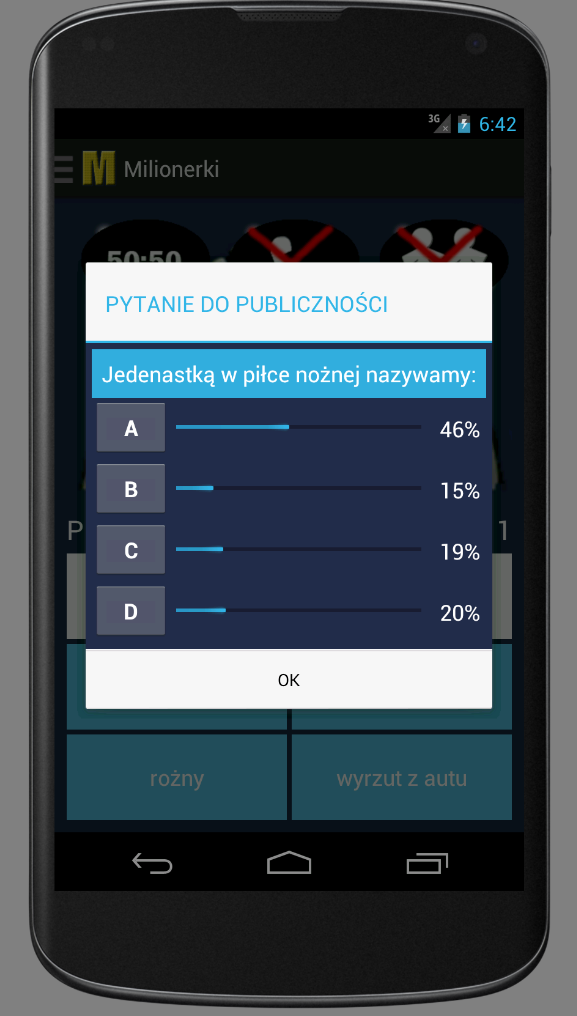 3G 6:42
M Milionerki
50:50
PYTANIE DO PUBLICZNOŚCI
Jedenastką w piłce nożnej nazywamy:
A 46%
B 15%
C 19%
D 20%
P 1
OK
rożny wyrzut z autu